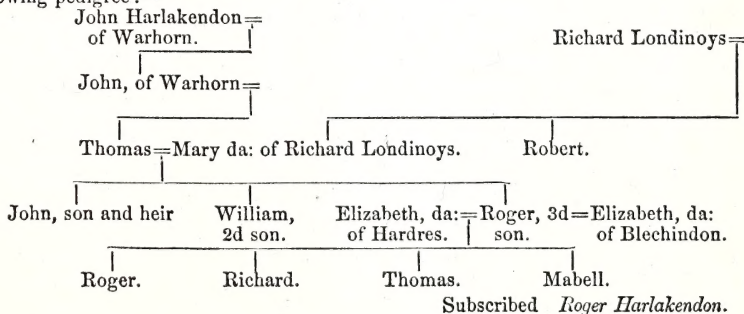 owing pedigree:
John Harlakendon=
of Warhorn.
Richard Londinoys=
John, of Warhorn=
Thomas=Mary da: of Richard Londinoys. Robert.
John, son and heir William, Elizabeth, da:=Roger, 3d=Elizabeth, da:
2d son. of Hardres. son. of Blechindon.
Roger. Richard. Thomas. Mabell.
Subscribed Roger Harlakendon.